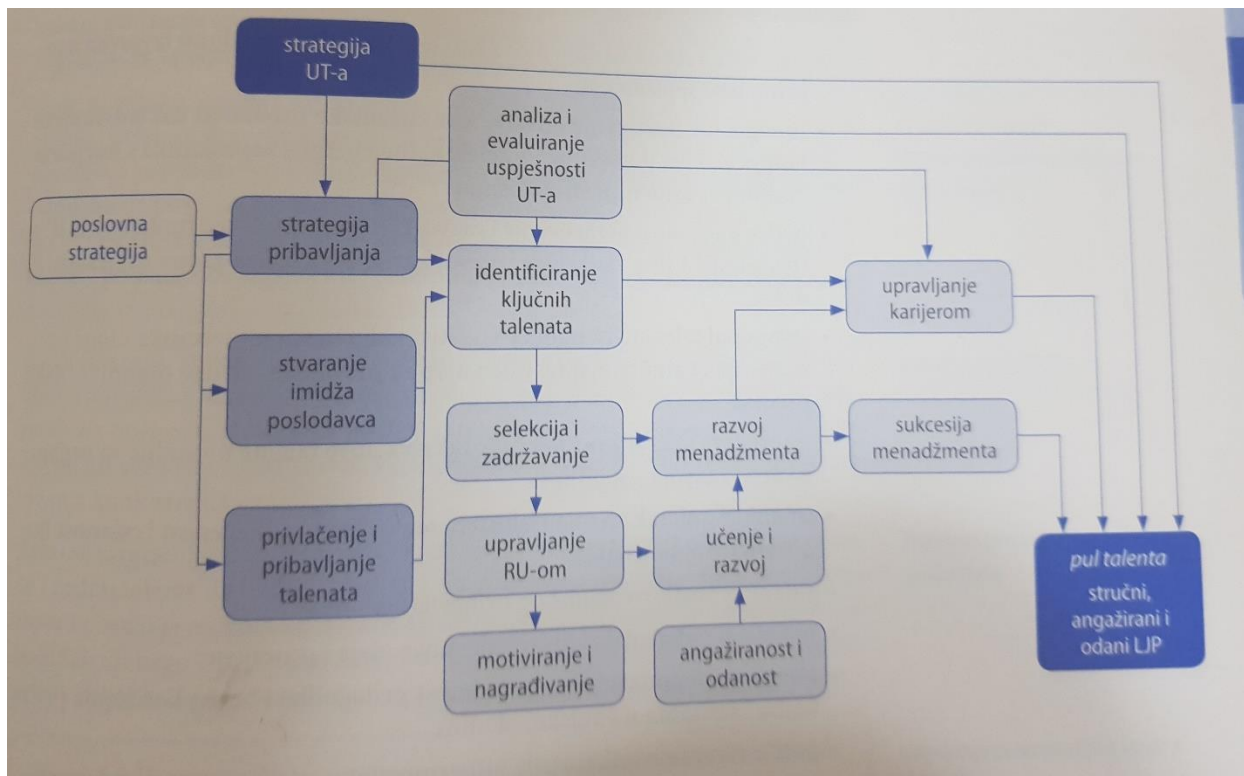 strategija
UT-a
analiza i
evaluiranje
uspješnosti
UT-a
poslovna
strategija
strategija
pribavljanja
identificiranje
ključnih
talenata
upravljanje
karijerom
stvaranje
imidža
poslodavca
selekcija i
zadržavanje
razvoj
menadžmenta
sukcesija
menadžmenta
privlačenje i
pribavljanje
talenata
upravljanje
RU-om
učenje i
razvoj
pul talenta
stručni,
angažirani i
odani LJP
motiviranje i
nagrađivanje
angažiranost i
odanost